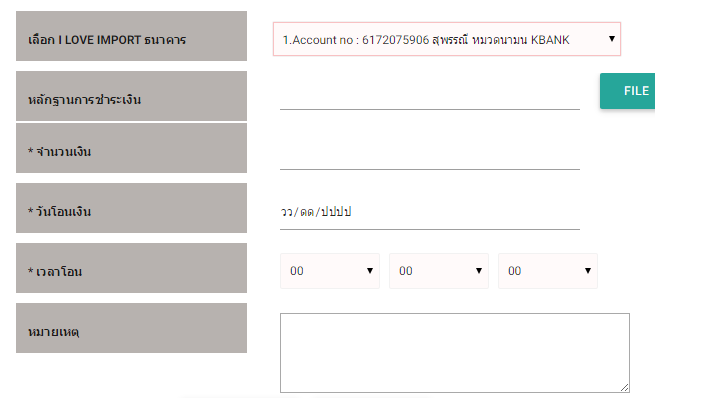 เลือก I LOVE IMPORT ธนาคาร
1.Account no : 6172075906 สุพรรณี หมวดนามน KBANK
หลักฐานการชำระเงิน
FILE
* จำนวนเงิน
* วันโอนเงิน
วว/ดด/ปปปป
* เวลาโอน
00 00 00
หมายเหตุ